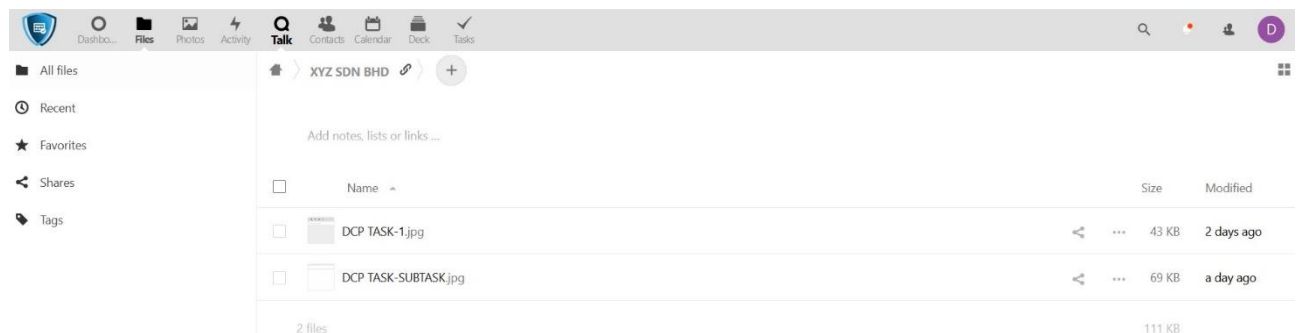 Dashbo... Files Photos Activity Talk Contacts Calendar Deck Tasks D
All files
XYZ SDN BHD +
Recent
Add notes, lists or links ...
Favorites
Shares
Name Size Modified
Tags
DCP TASK-1.jpg 43 KB 2 days ago
DCP TASK-SUBTASK.jpg 69 KB a day ago
2 files 111 KB